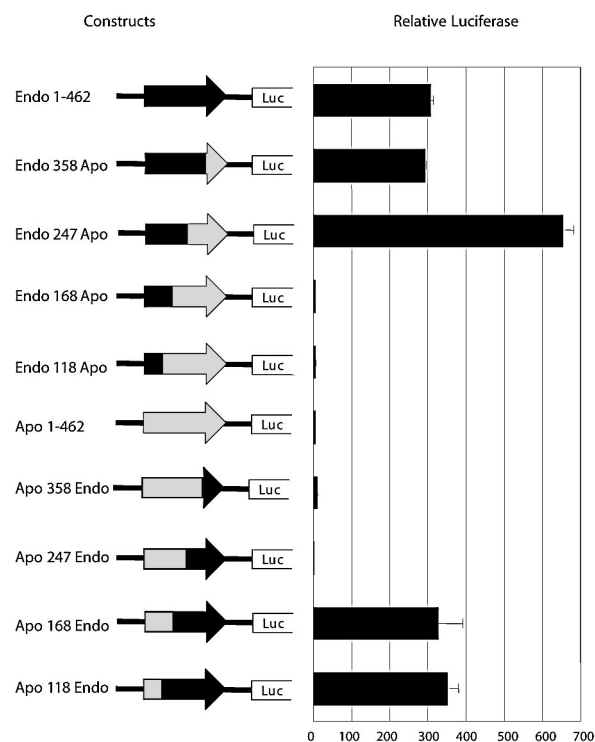 Constructs Relative Luciferase
Endo 1-462 Luc
Endo 358 Apo Luc
Endo 247 Apo Luc
Endo 168 Apo Luc
Endo 118 Apo Luc
Apo 1-462 Luc
Apo 358 Endo Luc
Apo 247 Endo Luc
Apo 168 Endo Luc
Apo 118 Endo Luc
0 100 200 300 400 500 600 700